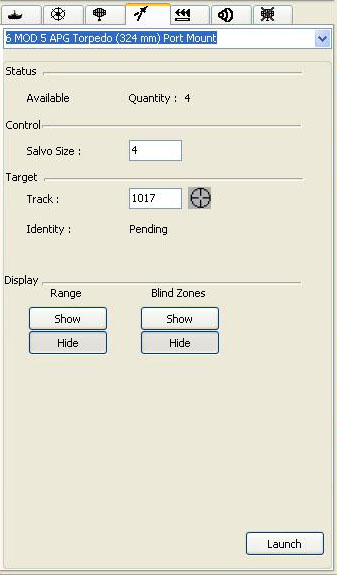 6 MOD 5 APG Torpedo (324 mm) Port Mount
Status
Available Quantity : 4
Control
Salvo Size : 4
Target
Track : 1017
Identity : Pending
Display
Range Blind Zones
Show Show
Hide Hide
Launch